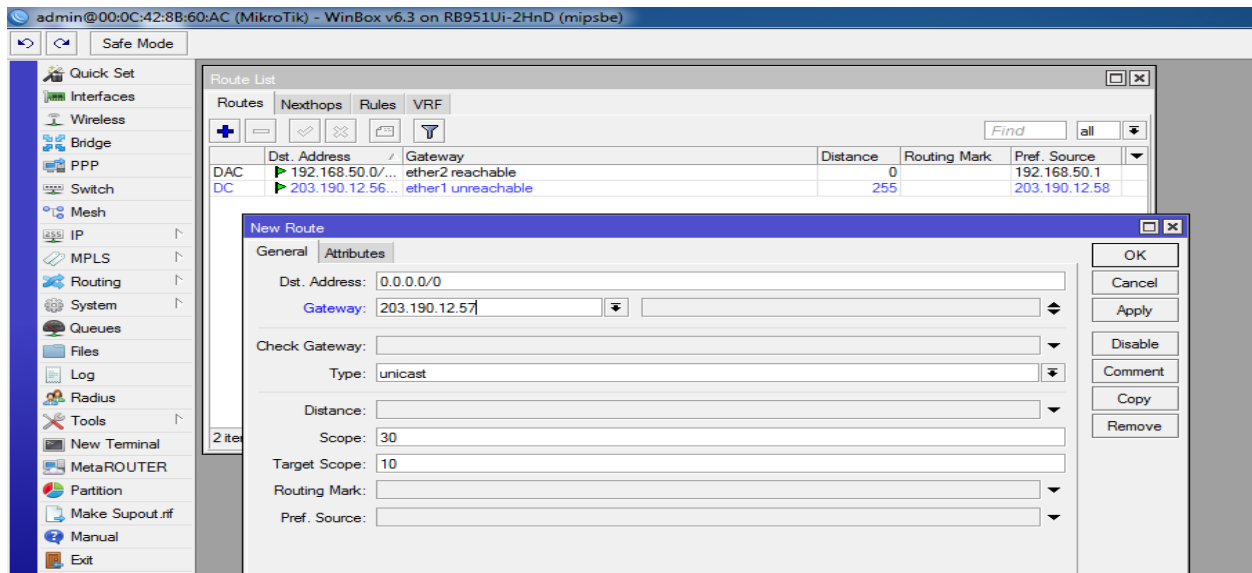 admin@00:0C:42:8B:60:AC (MikroTik) - WinBox v6.3 on RB951Ui-2HnD (mipsbe)
Safe Mode
Quick Set
Interfaces
Wireless
Bridge
PPP
Switch
Mesh
IP
MPLS
Routing
System
Queues
Files
Log
Radius
Tools
New Terminal
MetaROUTER
Partition
Make Supout.rif
Manual
Exit
Route List
Routes Nexthops Rules VRF
Find all
Dst. Address Gateway Distance Routing Mark Pref. Source
DAC 192.168.50.0/... ether2 reachable 0 192.168.50.1
DC 203.190.12.56... ether1 unreachable 255 203.190.12.58
2 iter
New Route
General Attributes
Dst. Address: 0.0.0.0/0
Gateway: 203.190.12.57
Check Gateway:
Type: unicast
Distance:
Scope: 30
Target Scope: 10
Routing Mark:
Pref. Source:
OK
Cancel
Apply
Disable
Comment
Copy
Remove